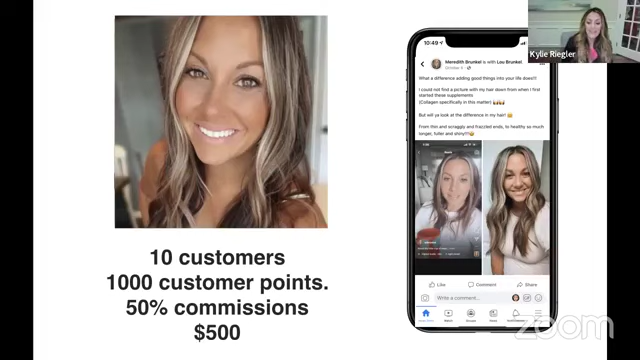 10 customers
1000 customer points.
50% commissions
$500
10:49
Meredith Brunkel is with Lou Brunkel
What a difference adding good things into your life does!!!
I could not find a picture with my hair down from when I first
started these supplements
(Collagen specifically in this matter)
But will ya look at the difference in my hair!
From thin and scraggly and frazzled ends, to healthy so much
longer, fuller and shiny!!!
Like
Comment
Share
Write a comment...
Kylie Riegler
zoom